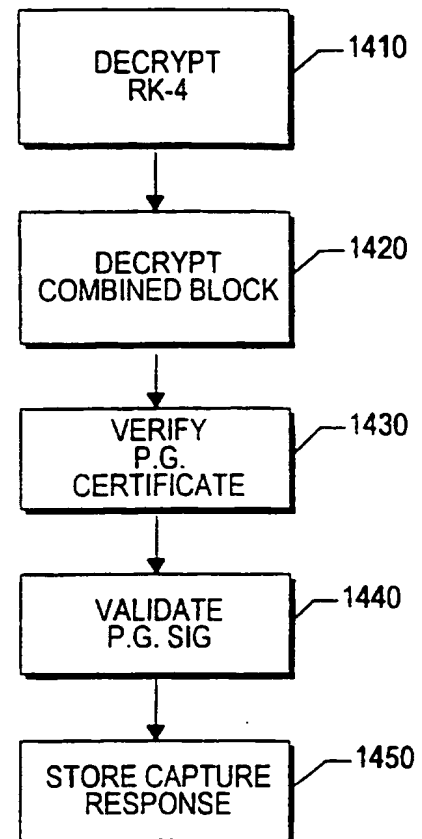 DECRYPT
RK-4
1410
DECRYPT
COMBINED BLOCK
1420
VERIFY
P.G.
CERTIFICATE
1430
VALIDATE
P.G. SIG
1440
STORE CAPTURE
RESPONSE
1450